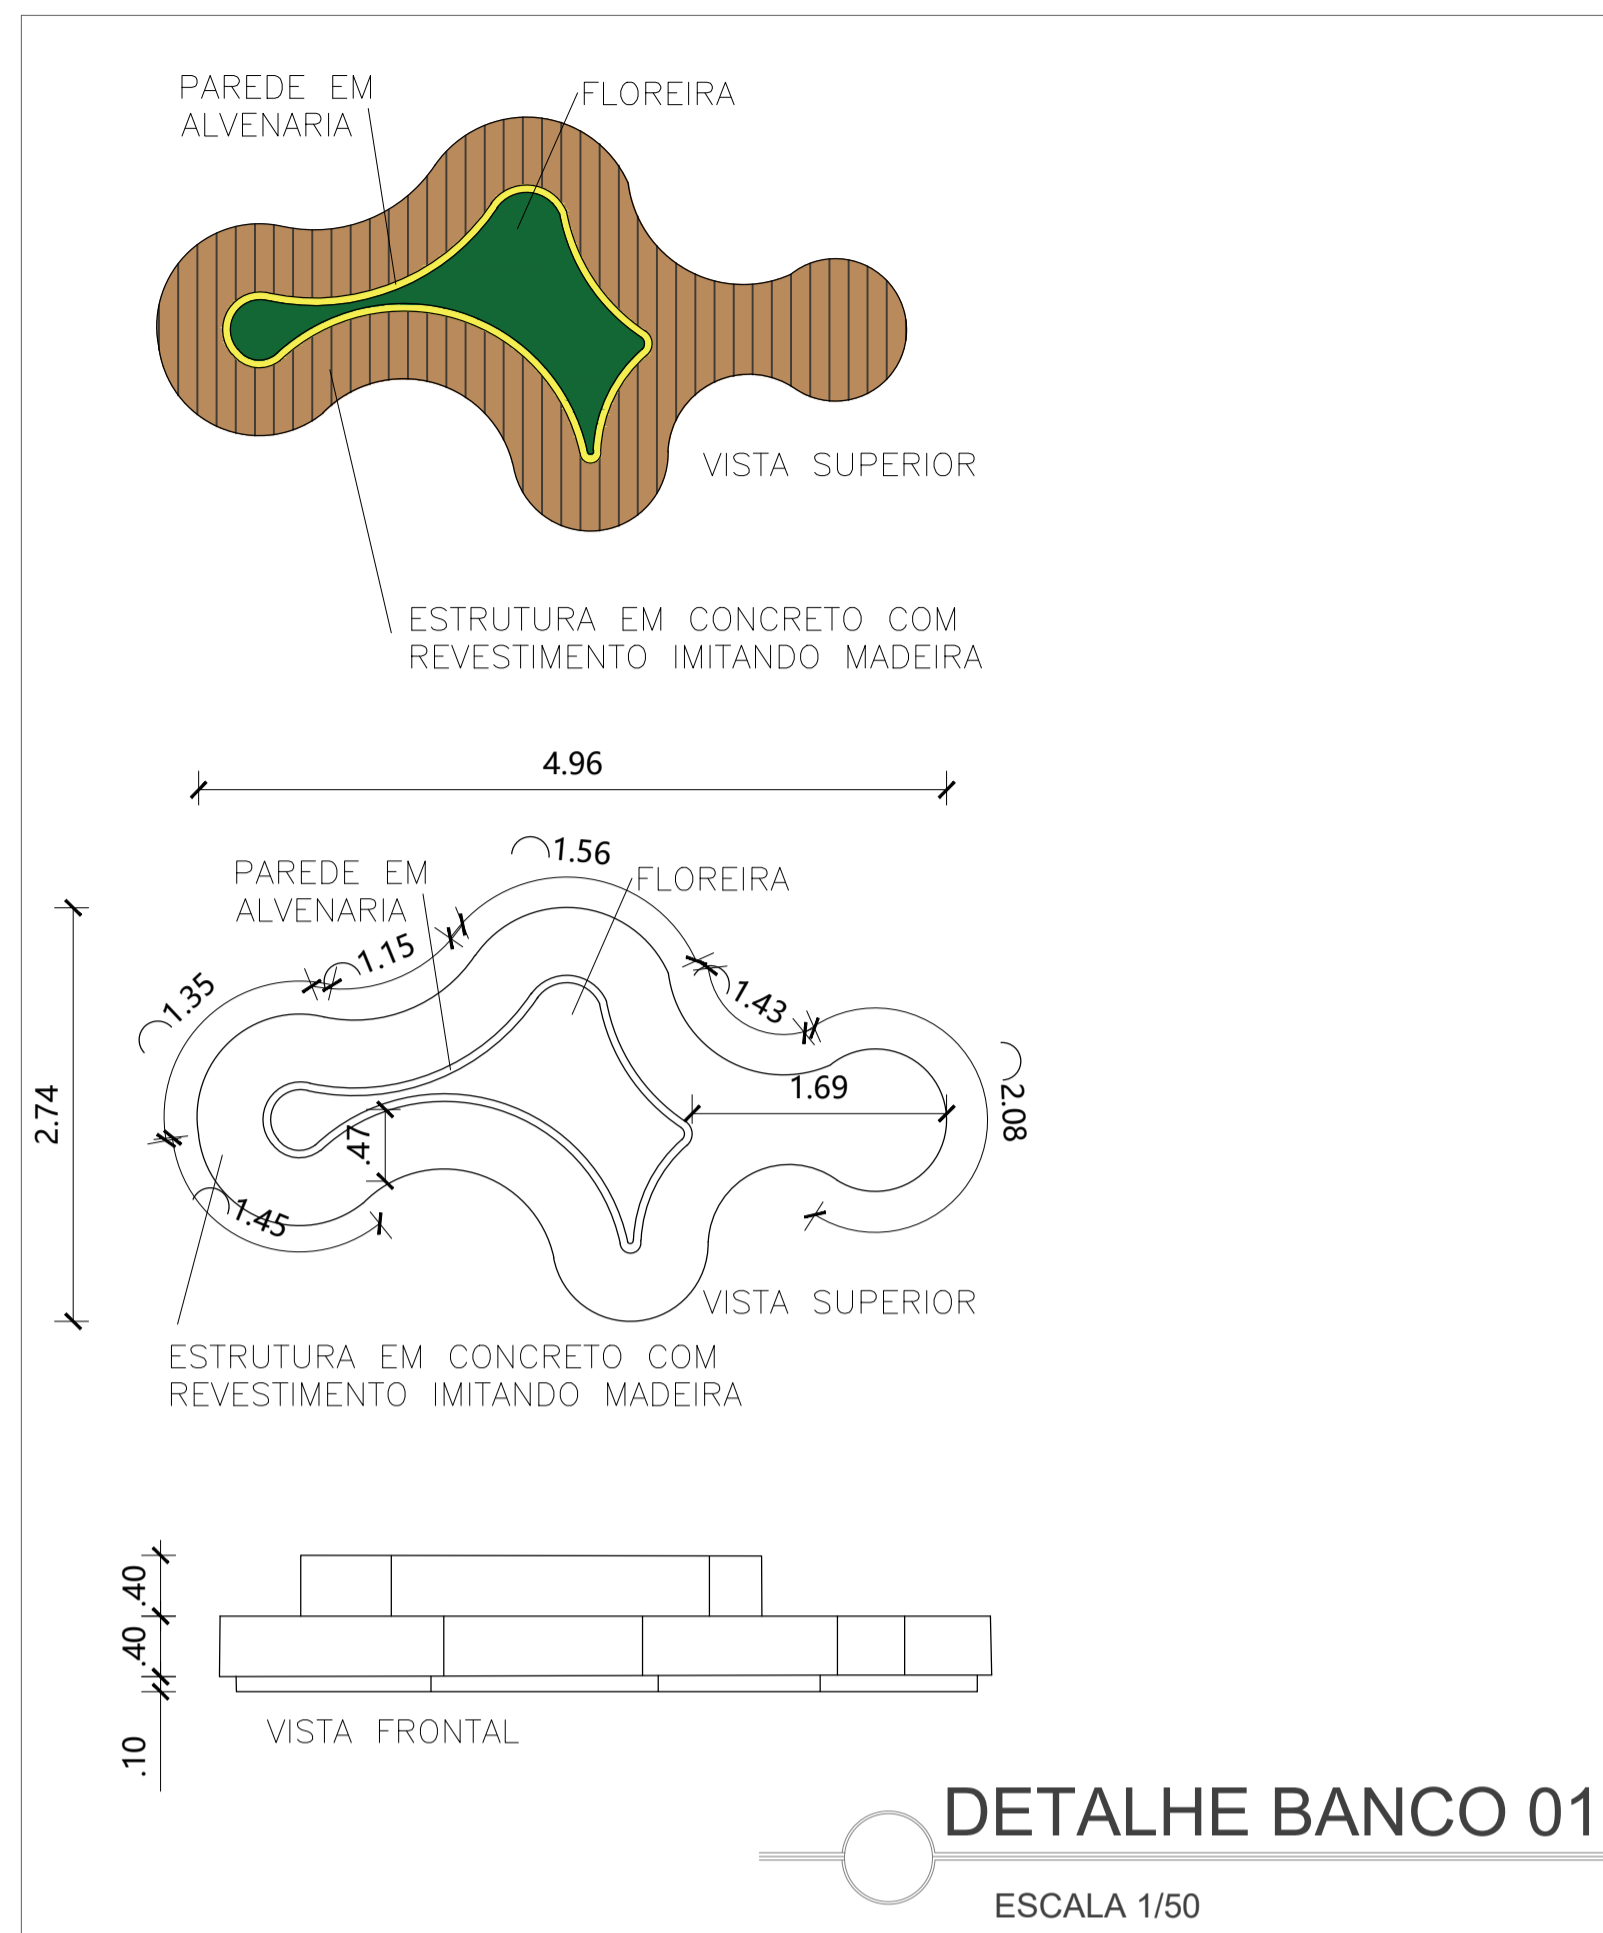 PAREDE EM
ALVENARIA
FLOREIRA
VISTA SUPERIOR
ESTRUTURA EM CONCRETO COM
REVESTIMENTO IMITANDO MADEIRA
4.96
1.56
PAREDE EM
ALVENARIA
FLOREIRA
1.15
1.35
1.43
1.69
2.08
2.74
.47
1.45
VISTA SUPERIOR
ESTRUTURA EM CONCRETO COM
REVESTIMENTO IMITANDO MADEIRA
.40
.40
.10
VISTA FRONTAL
DETALHE BANCO 01
ESCALA 1/50